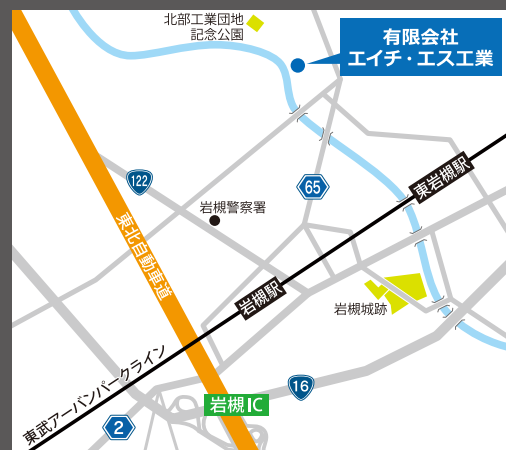 北部工業団地
記念公園
有限会社
エイチ・エス工業
122
65
東岩槻駅
岩槻警察署
東北自動車道
岩槻駅
岩槻城跡
東武アーバンパークライン
16
岩槻IC
2